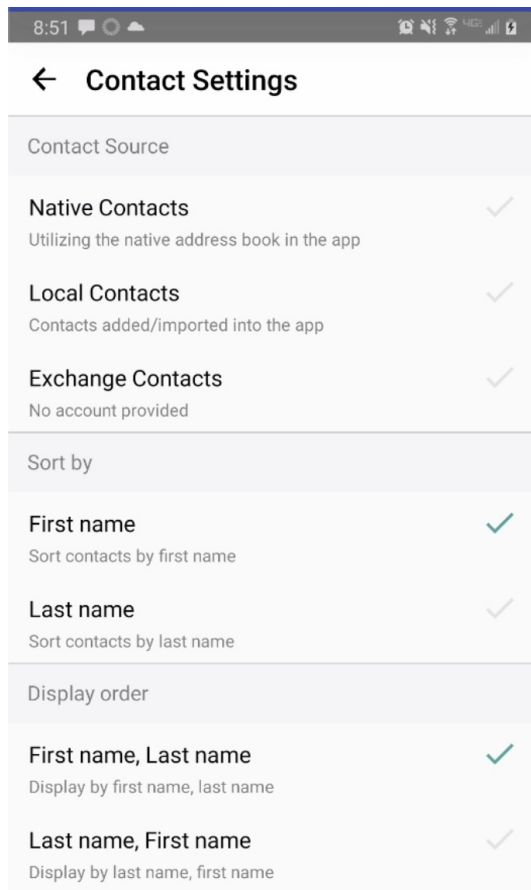 8:51
Contact Settings
Contact Source
Native Contacts
Utilizing the native address book in the app
Local Contacts
Contacts added/imported into the app
Exchange Contacts
No account provided
Sort by
First name
Sort contacts by first name
Last name
Sort contacts by last name
Display order
First name, Last name
Display by first name, last name
Last name, First name
Display by last name, first name